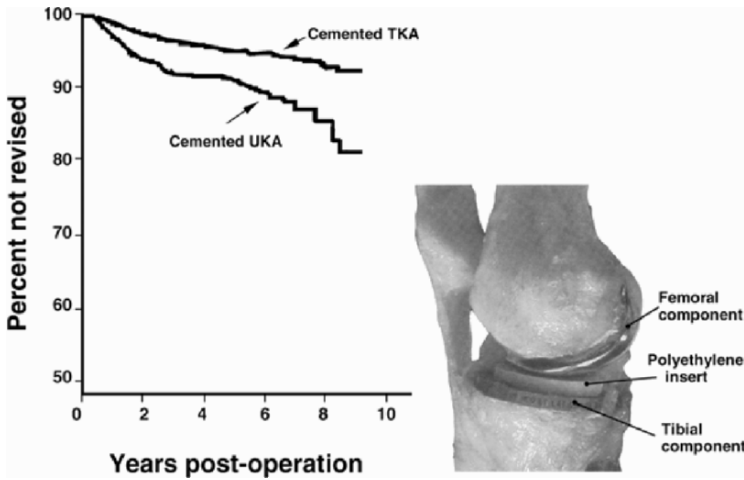 100
90
80
70
60
50
0
2
4
6
8
10
Percent not revised
Years post-operation
Cemented TKA
Cemented UKA
Femoral
component
Polyethylene
insert
Tibial
component